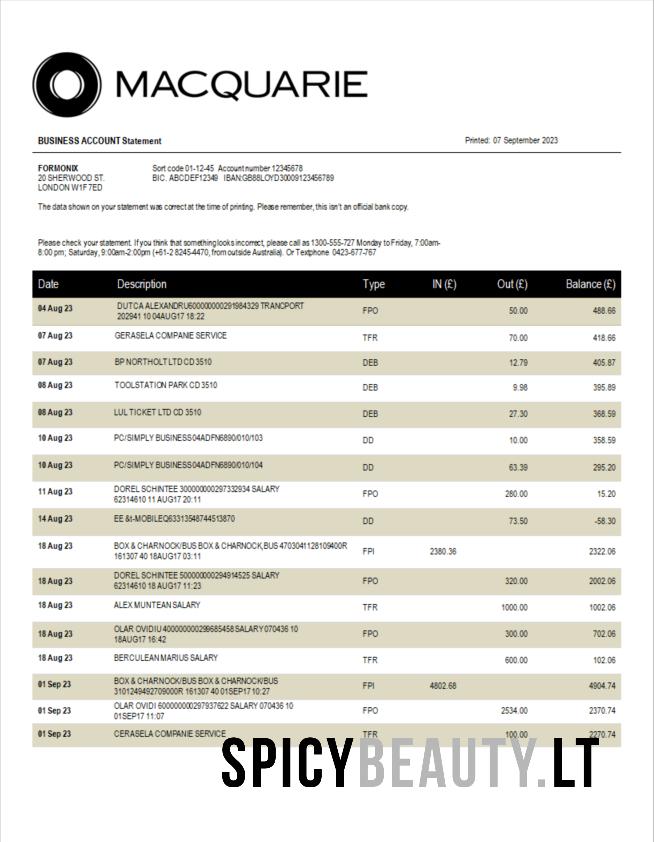 MACQUARIE
BUSINESS ACCOUNT Statement Printed: 07 September 2023
FORMONIX Sort code 01-12-45 Account number 12345678
20 SHERWOOD ST. BIC. ABCDEF12349 IBAN:GB88LOYD30009123456789
LONDON W1F 7ED
The data shown on your statement was correct at the time of printing. Please remember, this isn't an official bank copy.
Please check your statement. If you think that something looks incorrect, please call as 1300-555-727 Monday to Friday, 7:00am-
8:00 pm; Saturday, 9:00am-2:00pm (+61-2 8245-4470, from outside Australia). Or Textphone 0423-677-767
Date Description Type IN (£) Out (£) Balance (£)
04 Aug 23 DUTCA ALEXANDRU600000000291984329 TRANCPORT FPO 50.00 488.66
202941 10 04AUG17 18:22
07 Aug 23 GERASELA COMPANIE SERVICE TFR 70.00 418.66
07 Aug 23 BP NORTHOLT LTD CD 3510 DEB 12.79 405.87
08 Aug 23 TOOLSTATION PARK CD 3510 DEB 9.98 395.89
08 Aug 23 LUL TICKET LTD CD 3510 DEB 27.30 368.59
10 Aug 23 PC/SIMPLY BUSINESS04ADFN6890/010/103 DD 10.00 358.59
10 Aug 23 PC/SIMPLY BUSINESS04ADFN6890/010/104 DD 63.39 295.20
11 Aug 23 DOREL SCHINTEE 300000000297332934 SALARY FPO 280.00 15.20
62314610 11 AUG17 20:11
14 Aug 23 EE &t-MOBILEQ63313548744513870 DD 73.50 -58.30
18 Aug 23 BOX & CHARNOCK/BUS BOX & CHARNOCK,BUS 4703041128109400R FPI 2380.36 2322.06
161307 40 18AUG17 03:11
18 Aug 23 DOREL SCHINTEE 500000000294914525 SALARY FPO 320.00 2002.06
62314610 18 AUG17 11:23
18 Aug 23 ALEX MUNTEAN SALARY TFR 1000.00 1002.06
18 Aug 23 OLAR OVIDIU 400000000299685458 SALARY 070436 10 FPO 300.00 702.06
18AUG17 16:42
18 Aug 23 BERCULEAN MARIUS SALARY TFR 600.00 102.06
01 Sep 23 BOX & CHARNOCK/BUS BOX & CHARNOCK/BUS FPI 4802.68 4904.74
3101249492709000R 161307 40 01SEP17 10:27
01 Sep 23 OLAR OVIDI 600000000297937622 SALARY 070436 10 FPO 2534.00 2370.74
01SEP17 11:07
01 Sep 23 CERASELA COMPANIE SERVICE TFR 100.00 2270.74
SPICYBEAUTY.LT